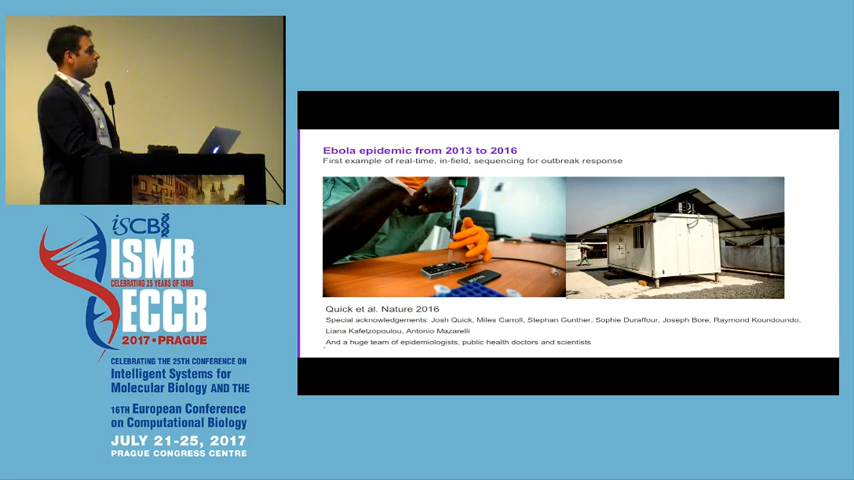 Ebola epidemic from 2013 to 2016
First example of real-time, in-field, sequencing for outbreak response
Quick et al. Nature 2016
Special acknowledgements: Josh Quick, Miles Carroll, Stephan Gunther, Sophie Duraffour, Joseph Bore, Raymond Koundoundo,
Liana Kafetzopoulou, Antonio Mazarelli
And a huge team of epidemiologists, public health doctors and scientists
iSCB
ISMB
CELEBRATING 25 YEARS OF ISMB
ECCB
2017•PRAGUE
CELEBRATING THE 25TH CONFERENCE ON
Intelligent Systems for
Molecular Biology AND THE
16TH European Conference
on Computational Biology
JULY 21-25, 2017
PRAGUE CONGRESS CENTRE